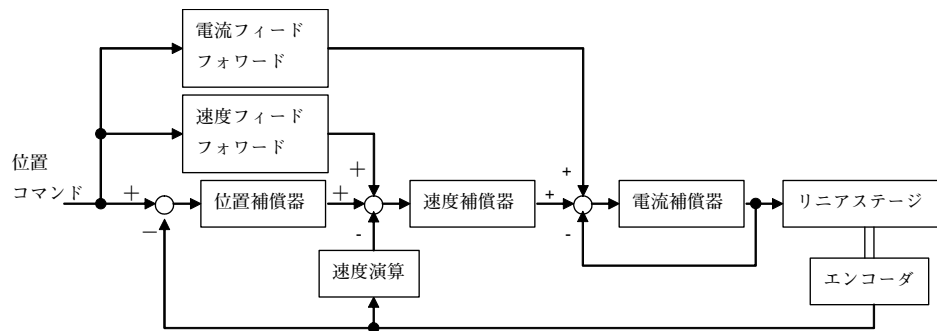 電流フィード
フォワード
速度フィード
フォワード
位置
コマンド
+
−
位置補償器
+
+
-
速度補償器
+
+
-
電流補償器
リニアステージ
速度演算
エンコーダ